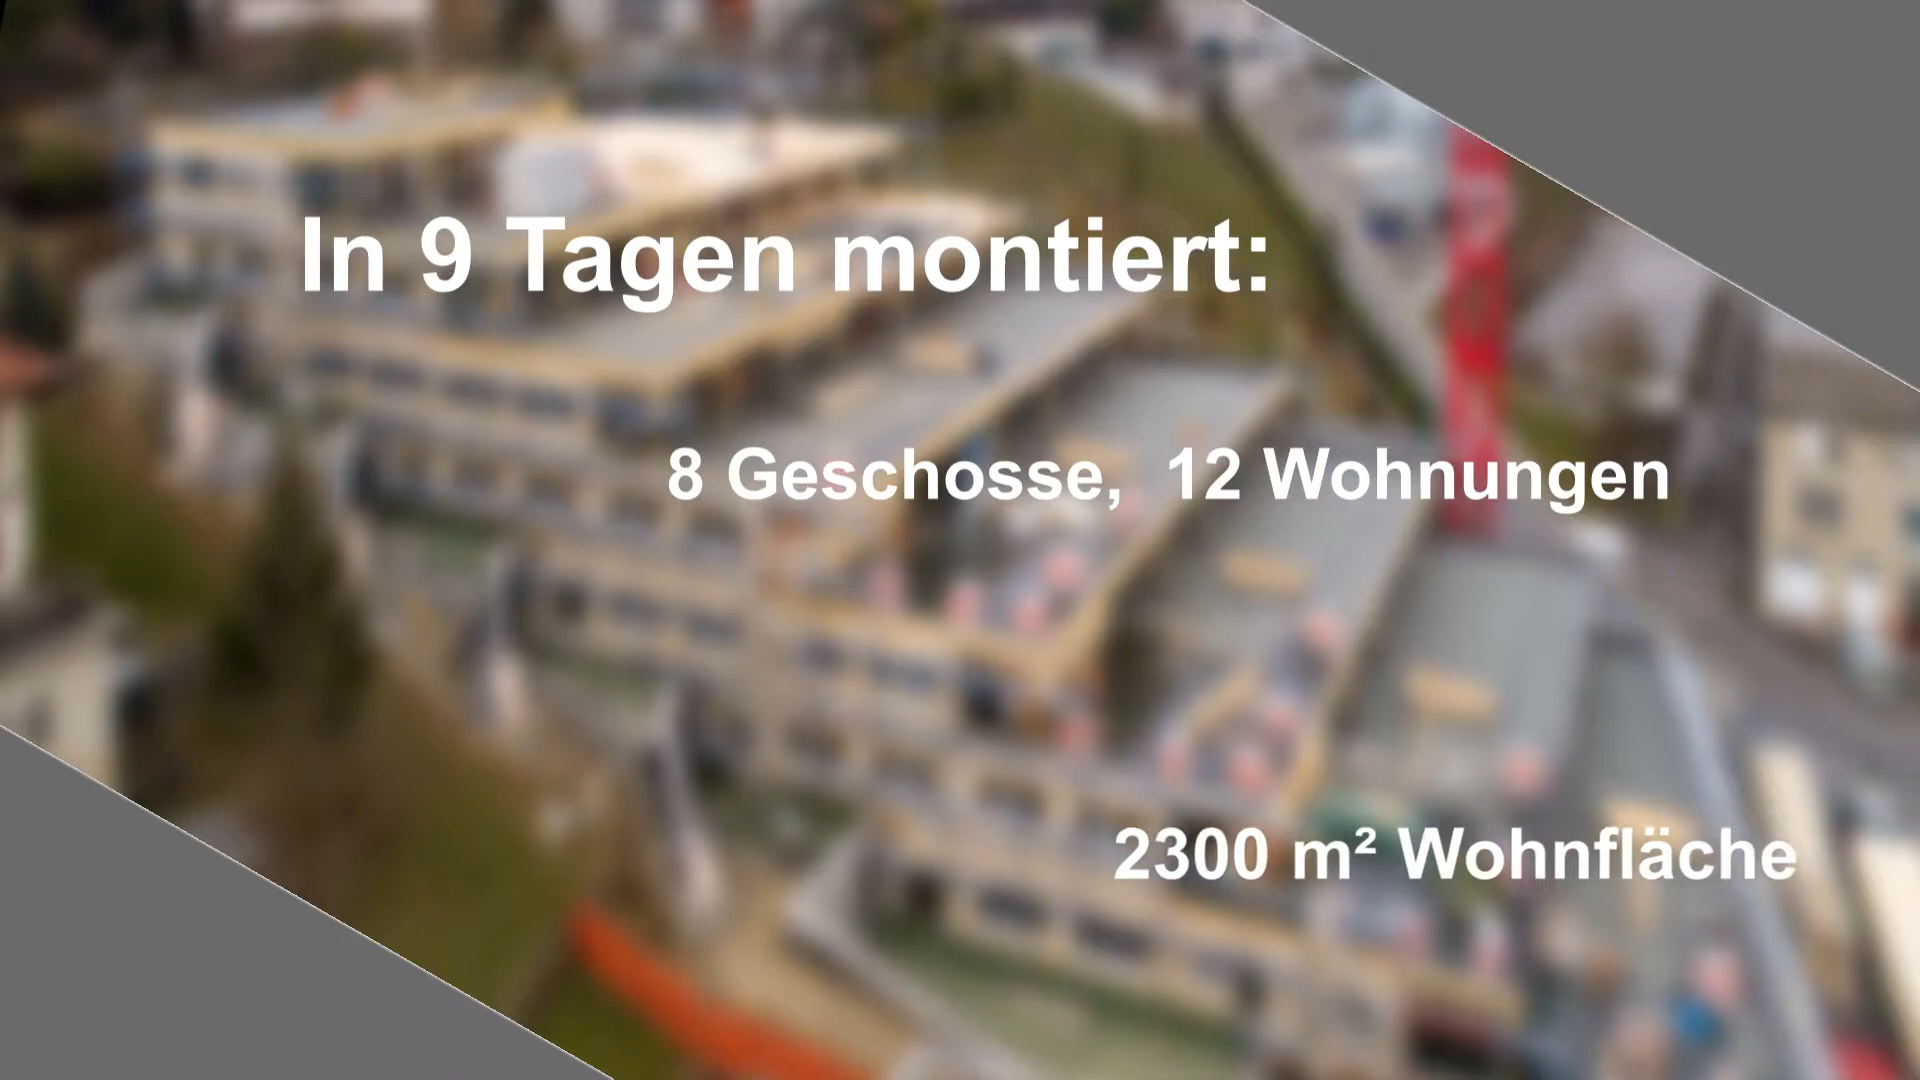 In 9 Tagen montiert:
8 Geschosse,  12 Wohnungen
2300 m² Wohnfläche